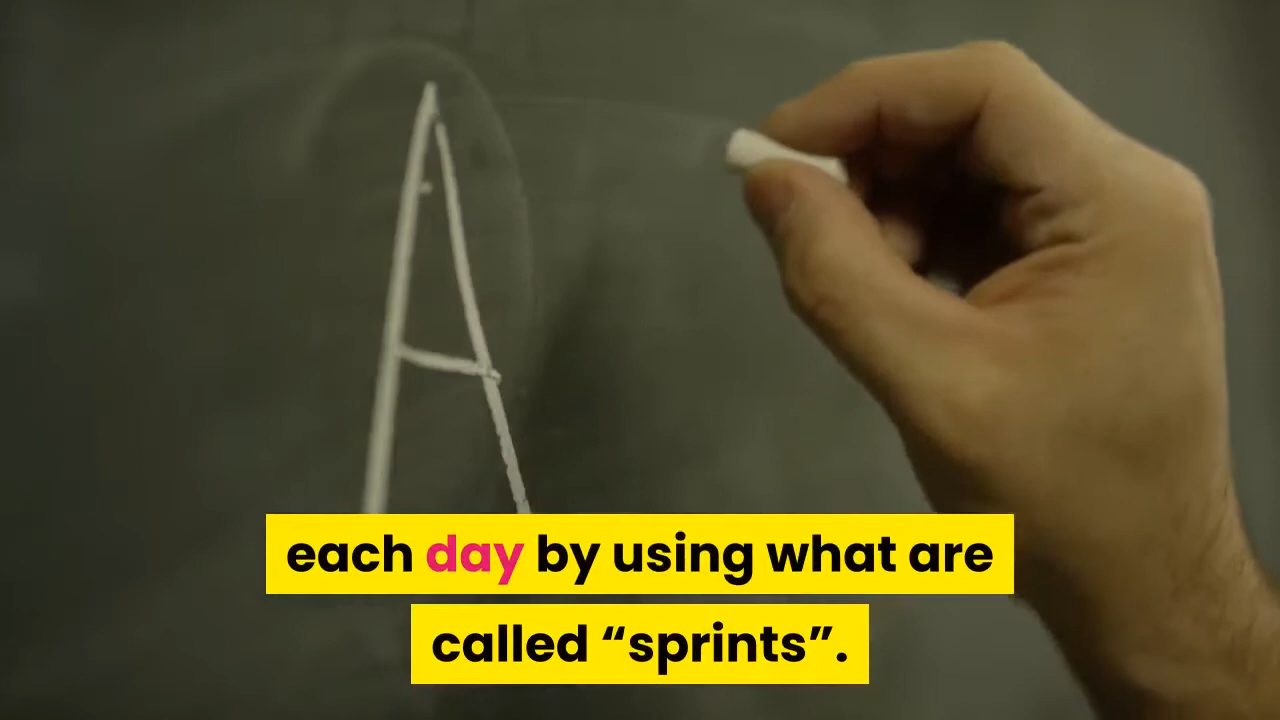 A
each day by using what are
called “sprints”.